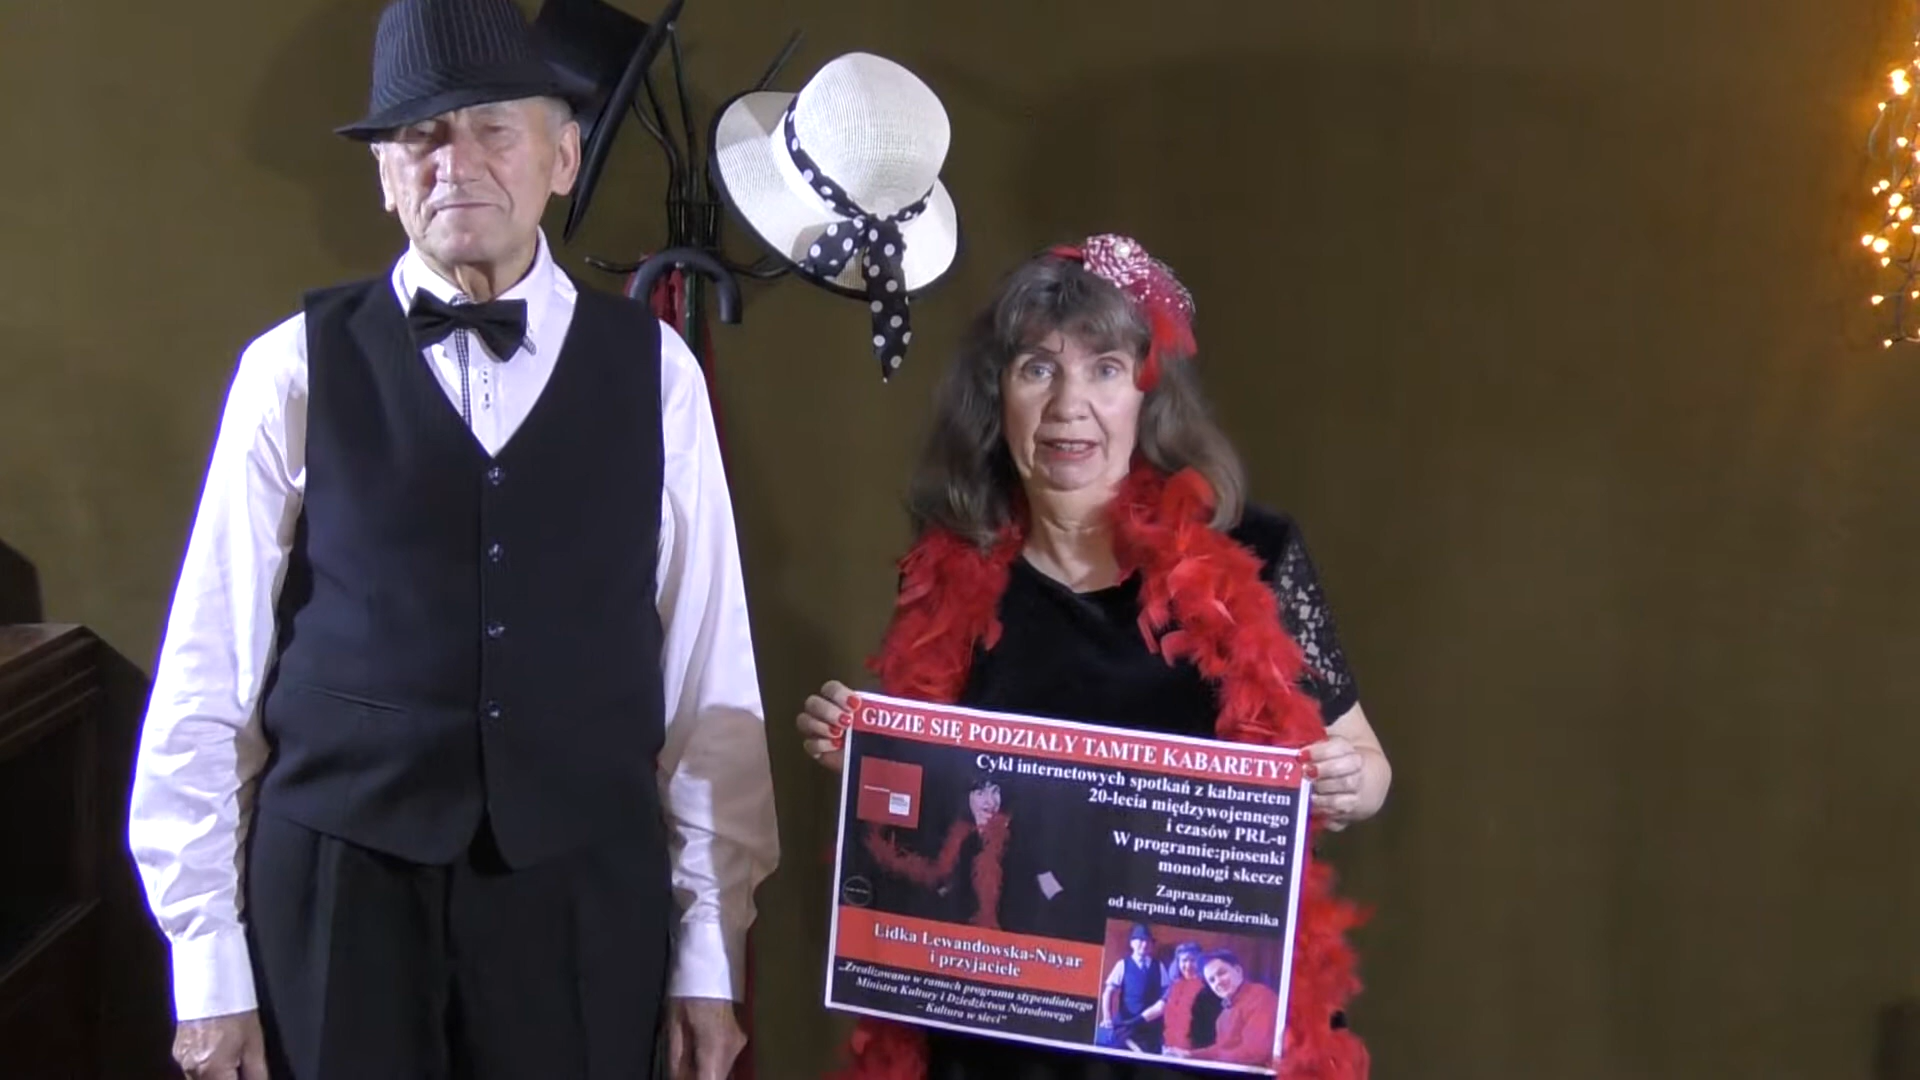 GDZIE SIĘ PODZIAŁY TAMTE KABARETY?
Cykl internetowych spotkań z kabaretem
20-lecia międzywojennego
i czasów PRL-u
W programie:piosenki
monologi skecze
Zapraszamy
od sierpnia do października
Lidka Lewandowska-Nayar
i przyjaciele
„Zrealizowano w ramach programu stypendialnego
Ministra Kultury i Dziedzictwa Narodowego
– Kultura w sieci"